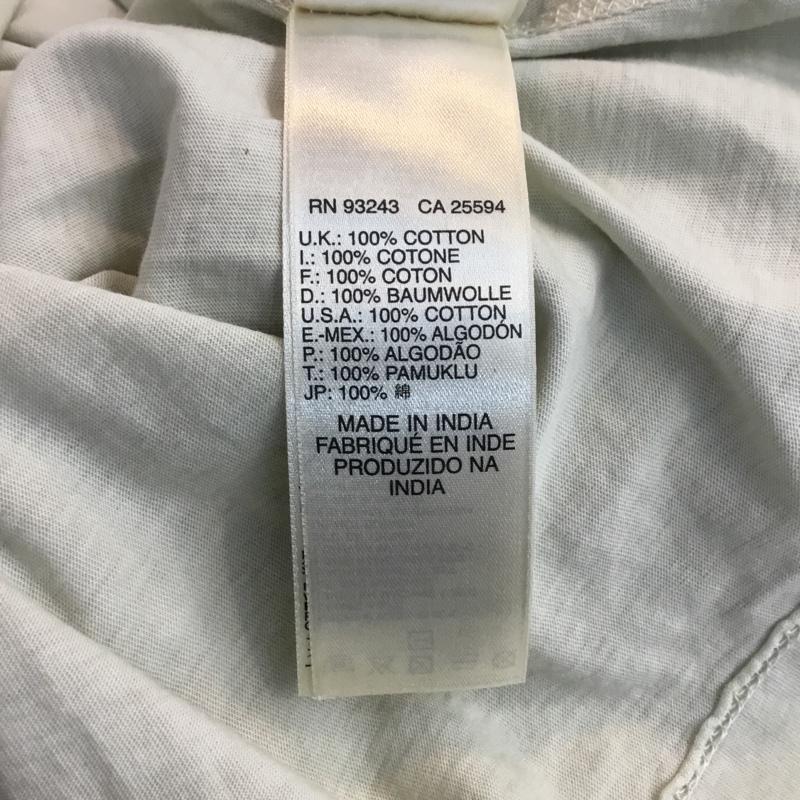 RN 93243 CA 25594
U.K.: 100% COTTON
I.: 100% COTONE
F.: 100% COTON
D.: 100% BAUMWOLLE
U.S.A.: 100% COTTON
E.-MEX.: 100% ALGODÓN
P.: 100% ALGODÃO
T.: 100% PAMUKLU
JP: 100% 綿
MADE IN INDIA
FABRIQUÉ EN INDE
PRODUZIDO NA
INDIA